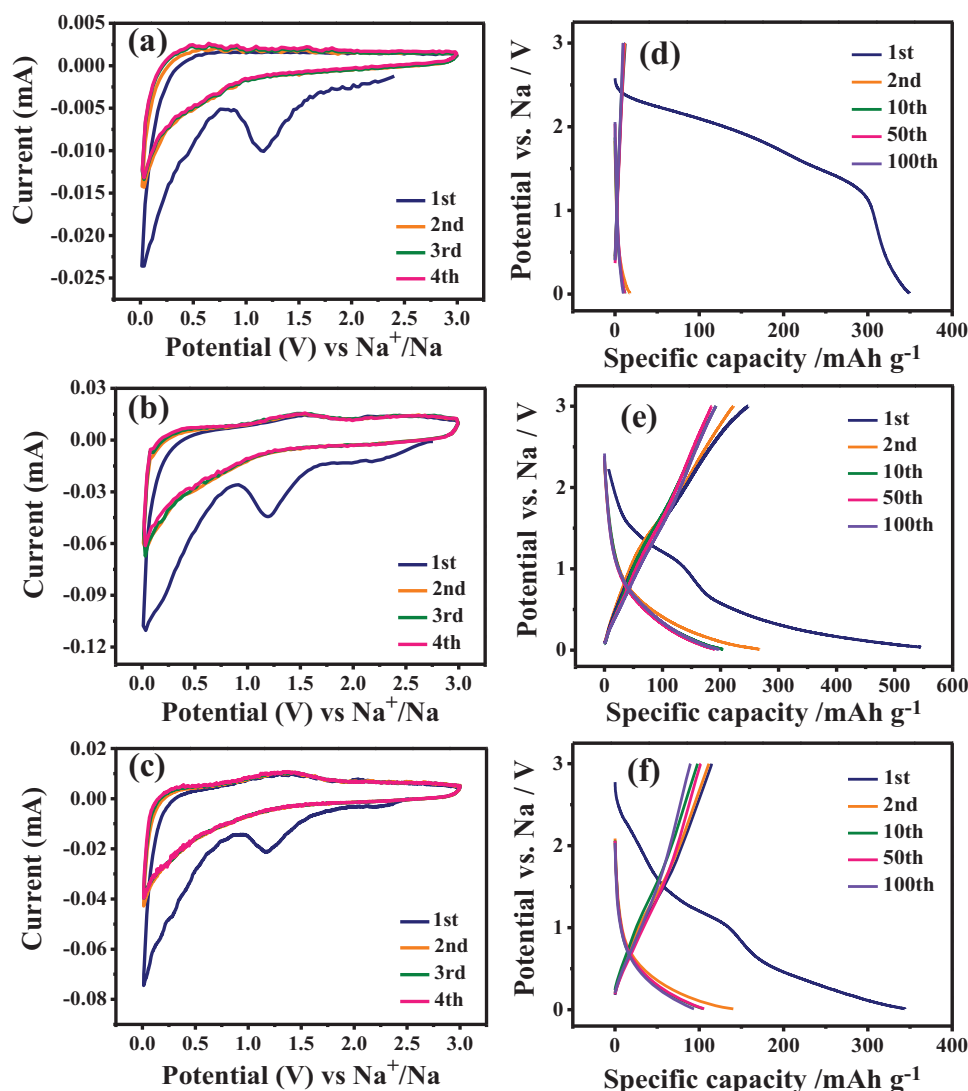 (a)
0.005
0.000
-0.005
-0.010
-0.015
-0.020
-0.025
Current (mA)
1st
2nd
3rd
4th
0.0 0.5 1.0 1.5 2.0 2.5 3.0
Potential (V) vs Na⁺/Na
(d)
3
2
1
0
Potential vs. Na / V
1st
2nd
10th
50th
100th
0 100 200 300 400
Specific capacity /mAh g⁻¹
(b)
0.03
0.00
-0.03
-0.06
-0.09
-0.12
Current (mA)
1st
2nd
3rd
4th
0.0 0.5 1.0 1.5 2.0 2.5 3.0
Potential (V) vs Na⁺/Na
(e)
3
2
1
0
Potential vs. Na / V
1st
2nd
10th
50th
100th
0 100 200 300 400 500 600
Specific capacity /mAh g⁻¹
(c)
0.02
0.00
-0.02
-0.04
-0.06
-0.08
Current (mA)
1st
2nd
3rd
4th
0.0 0.5 1.0 1.5 2.0 2.5 3.0
Potential (V) vs Na⁺/Na
(f)
3
2
1
0
Potential vs. Na / V
1st
2nd
10th
50th
100th
0 100 200 300 400
Specific capacity /mAh g⁻¹